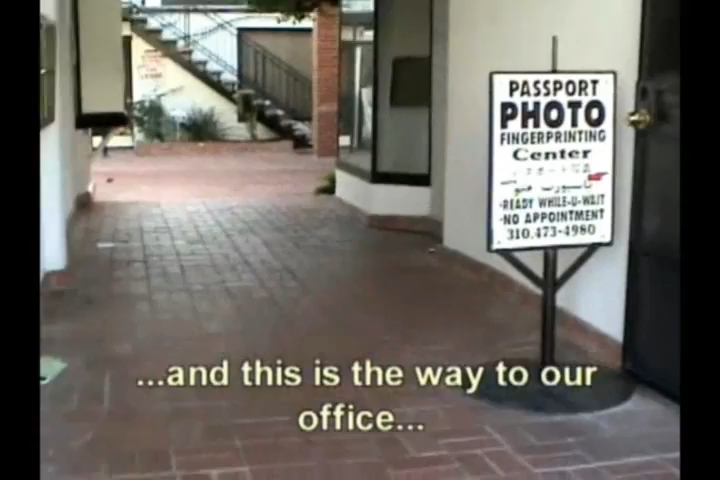 PASSPORT
PHOTO
FINGERPRINTING
Center
-READY WHILE-U-WAIT
-NO APPOINTMENT
310.473-4980
...and this is the way to our
office...